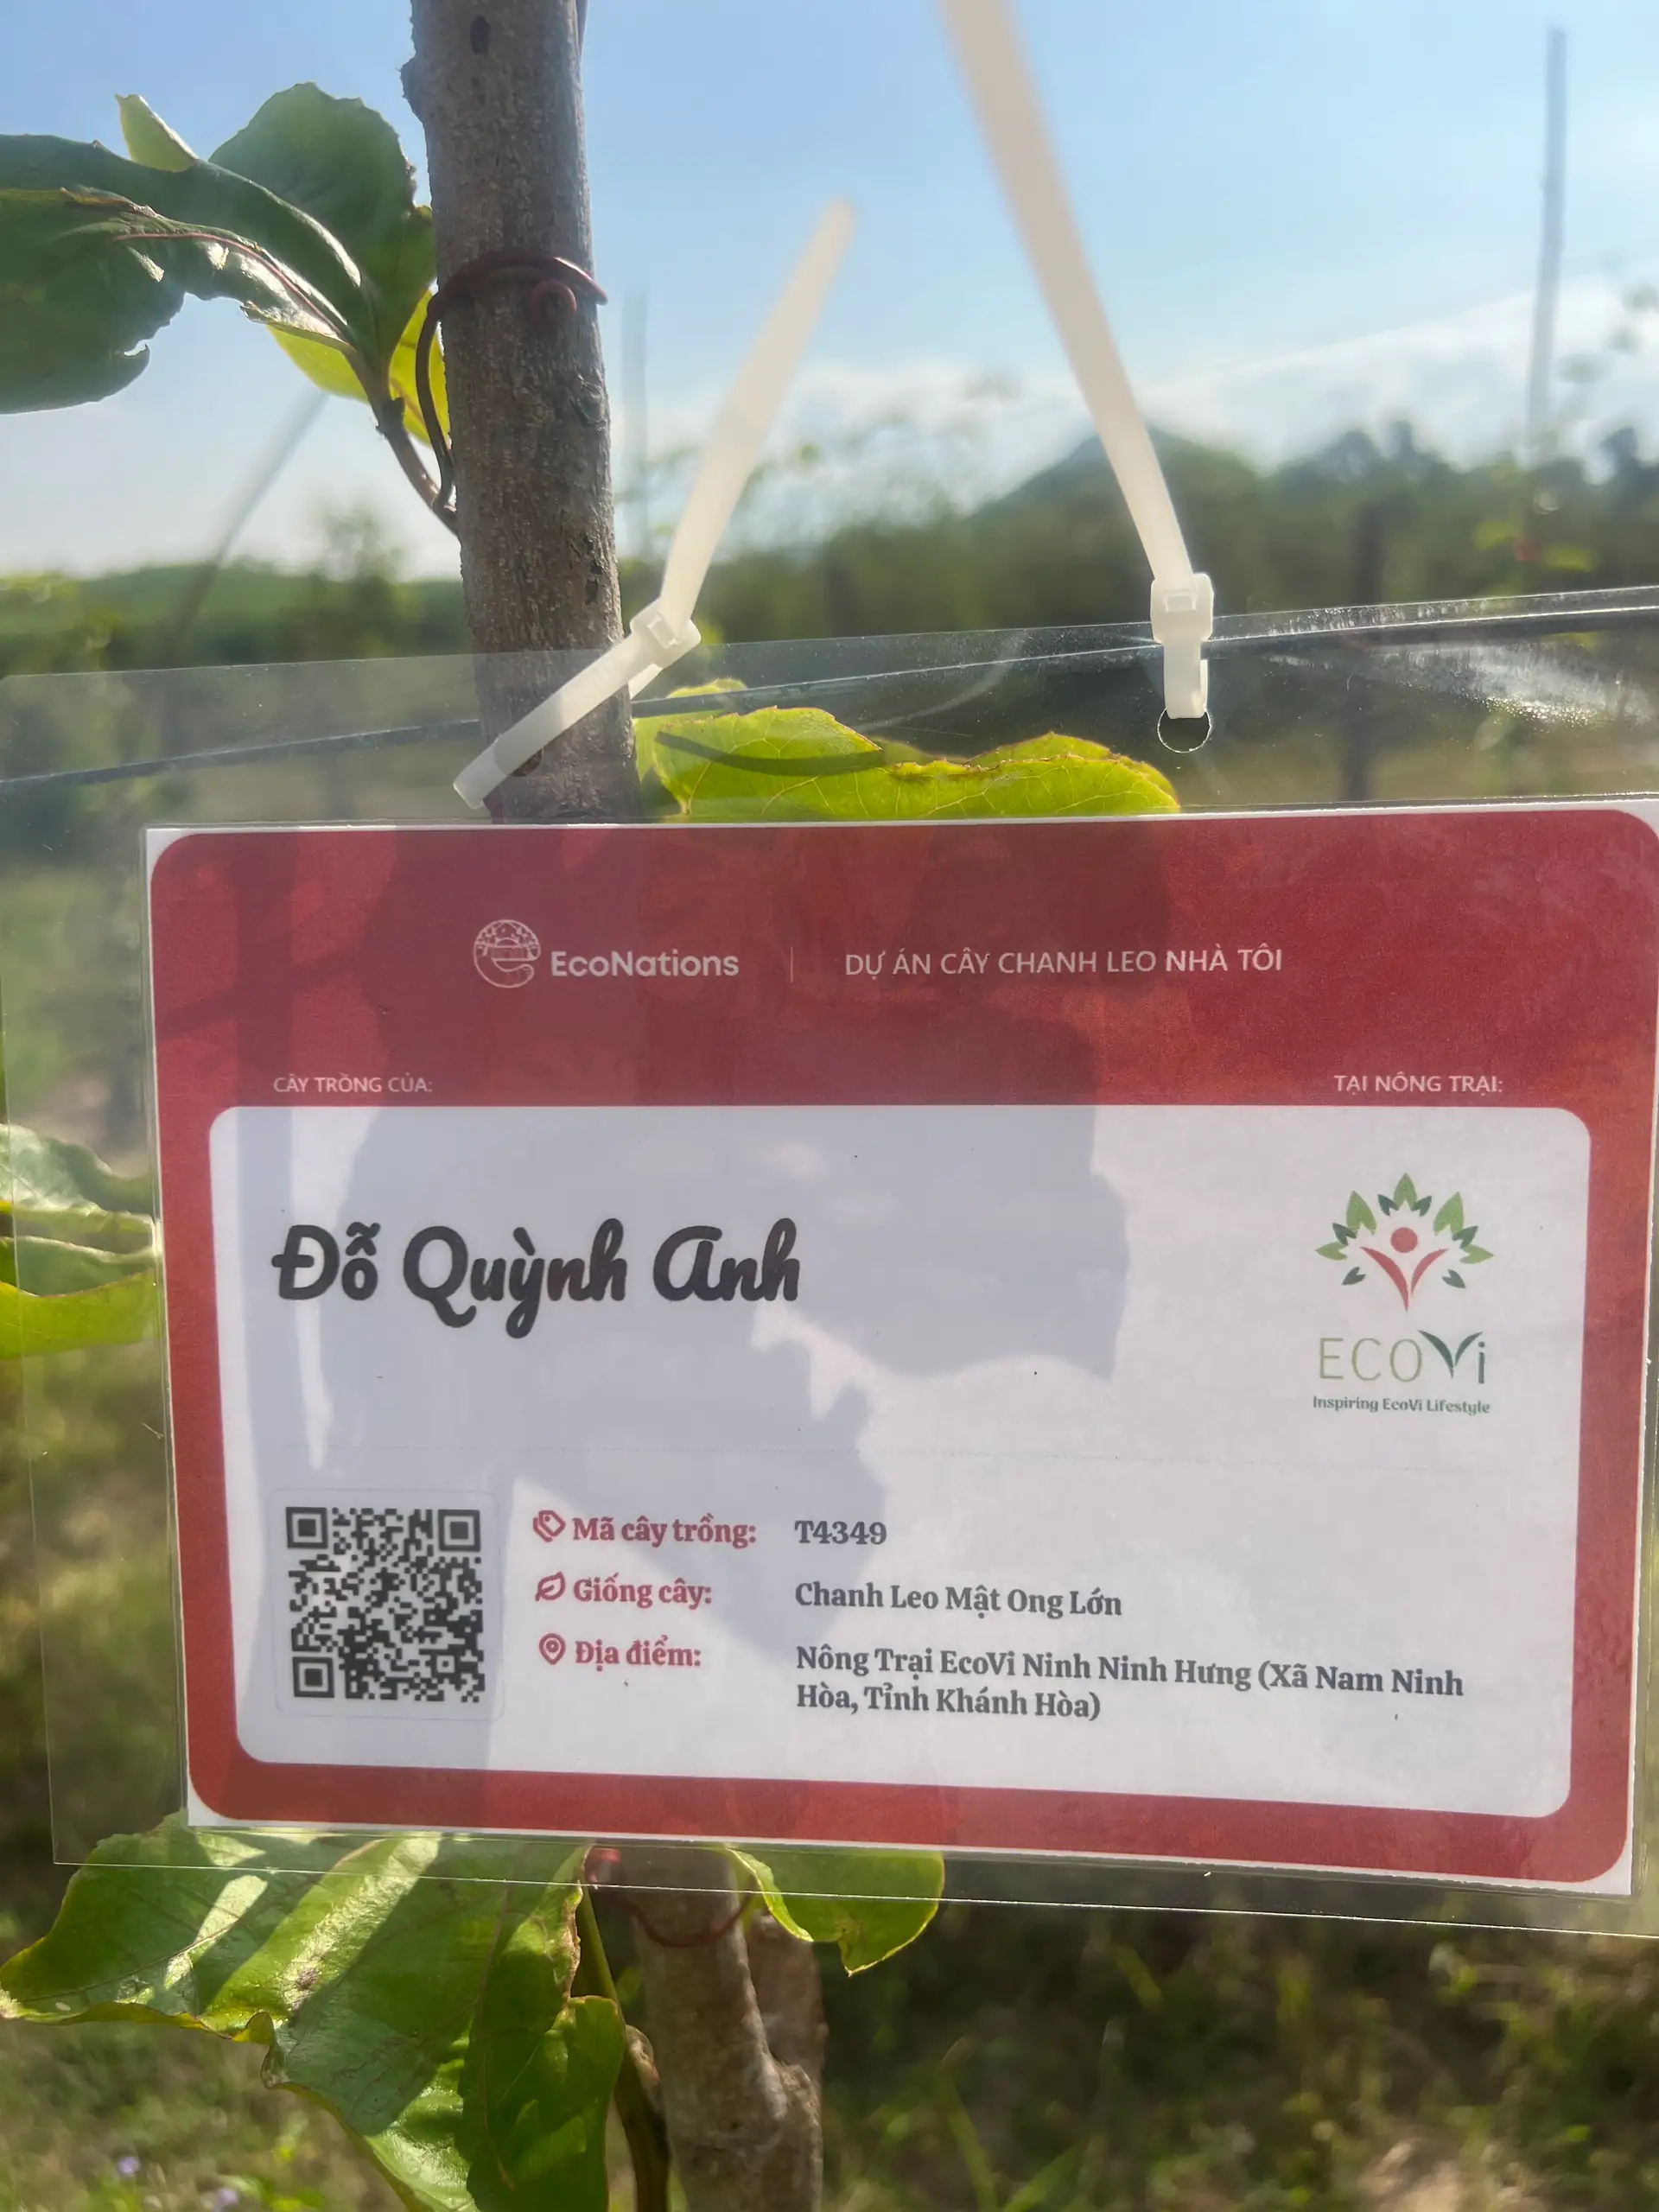 EcoNations | DỰ ÁN CÂY CHANH LEO NHÀ TÔI
CÂY TRỒNG CỦA:
TẠI NÔNG TRẠI:
Đỗ Quỳnh Anh
ECOVi
Inspiring EcoVi Lifestyle
Mã cây trồng: T4349
Giống cây: Chanh Leo Mật Ong Lớn
Địa điểm: Nông Trại EcoVi Ninh Ninh Hưng (Xã Nam Ninh
Hòa, Tỉnh Khánh Hòa)